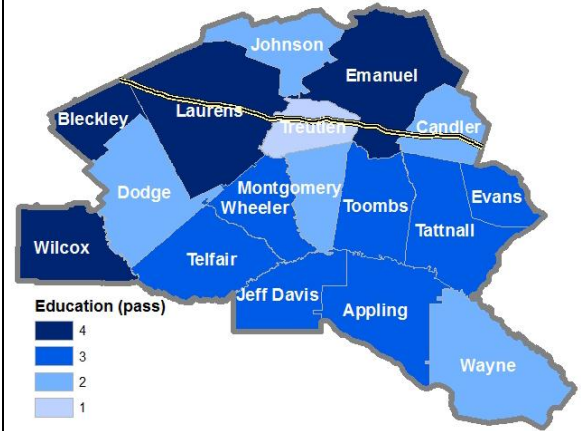 Johnson
Emanuel
Bleckley
Laurens
Treutlen
Candler
Dodge
Montgomery
Wheeler
Toombs
Evans
Tattnall
Wilcox
Telfair
Jeff Davis
Appling
Wayne
Education (pass)
4
3
2
1